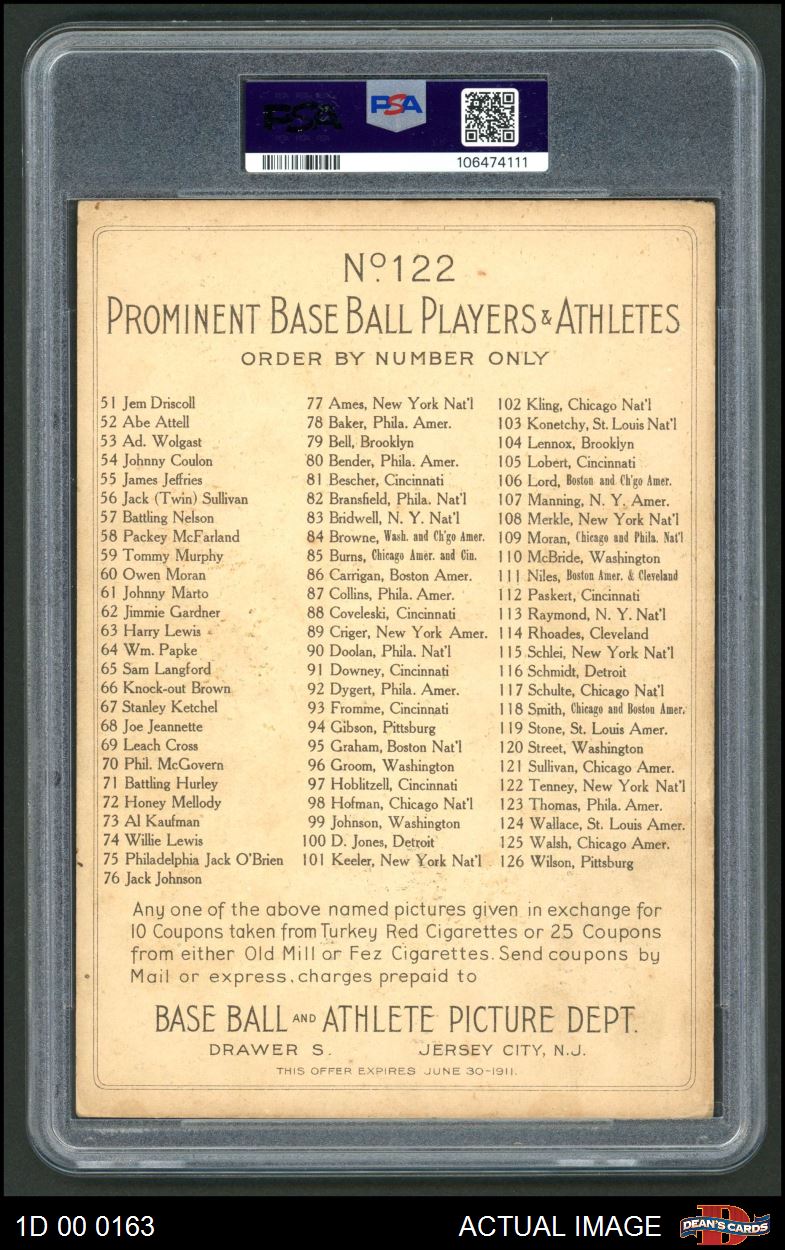 PSA
PSA
106474111
Nº 122
PROMINENT BASE BALL PLAYERS & ATHLETES
ORDER BY NUMBER ONLY
51 Jem Driscoll
52 Abe Attell
53 Ad. Wolgast
54 Johnny Coulon
55 James Jeffries
56 Jack (Twin) Sullivan
57 Battling Nelson
58 Packey McFarland
59 Tommy Murphy
60 Owen Moran
61 Johnny Marto
62 Jimmie Gardner
63 Harry Lewis
64 Wm. Papke
65 Sam Langford
66 Knock-out Brown
67 Stanley Ketchel
68 Joe Jeannette
69 Leach Cross
70 Phil. McGovern
71 Battling Hurley
72 Honey Mellody
73 Al Kaufman
74 Willie Lewis
75 Philadelphia Jack O'Brien
76 Jack Johnson
77 Ames, New York Nat'l
78 Baker, Phila. Amer.
79 Bell, Brooklyn
80 Bender, Phila. Amer.
81 Bescher, Cincinnati
82 Bransfield, Phila. Nat'l
83 Bridwell, N. Y. Nat'l
84 Browne, Wash. and Ch'go Amer.
85 Burns, Chicago Amer. and Cin.
86 Carrigan, Boston Amer.
87 Collins, Phila. Amer.
88 Coveleski, Cincinnati
89 Criger, New York Amer.
90 Doolan, Phila. Nat'l
91 Downey, Cincinnati
92 Dygert, Phila. Amer.
93 Fromme, Cincinnati
94 Gibson, Pittsburg
95 Graham, Boston Nat'l
96 Groom, Washington
97 Hoblitzell, Cincinnati
98 Hofman, Chicago Nat'l
99 Johnson, Washington
100 D. Jones, Detroit
101 Keeler, New York Nat'l
102 Kling, Chicago Nat'l
103 Konetchy, St. Louis Nat'l
104 Lennox, Brooklyn
105 Lobert, Cincinnati
106 Lord, Boston and Ch'go Amer.
107 Manning, N. Y. Amer.
108 Merkle, New York Nat'l
109 Moran, Chicago and Phila. Nat'l
110 McBride, Washington
111 Niles, Boston Amer. & Cleveland
112 Paskert, Cincinnati
113 Raymond, N. Y. Nat'l
114 Rhoades, Cleveland
115 Schlei, New York Nat'l
116 Schmidt, Detroit
117 Schulte, Chicago Nat'l
118 Smith, Chicago and Boston Amer.
119 Stone, St. Louis Amer.
120 Street, Washington
121 Sullivan, Chicago Amer.
122 Tenney, New York Nat'l
123 Thomas, Phila. Amer.
124 Wallace, St. Louis Amer.
125 Walsh, Chicago Amer.
126 Wilson, Pittsburg
Any one of the above named pictures given in exchange for
10 Coupons taken from Turkey Red Cigarettes or 25 Coupons
from either Old Mill or Fez Cigarettes. Send coupons by
Mail or express, charges prepaid to
BASE BALL AND ATHLETE PICTURE DEPT.
DRAWER S. JERSEY CITY, N.J.
THIS OFFER EXPIRES JUNE 30-1911.
1D 00 0163
ACTUAL IMAGE
DEAN'S CARDS